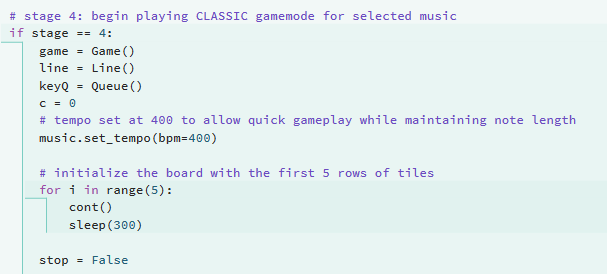 # stage 4: begin playing CLASSIC gamemode for selected music
if stage == 4:
    game = Game()
    line = Line()
    keyQ = Queue()
    c = 0
    # tempo set at 400 to allow quick gameplay while maintaining note length
    music.set_tempo(bpm=400)

    # initialize the board with the first 5 rows of tiles
    for i in range(5):
        cont()
        sleep(300)

    stop = False